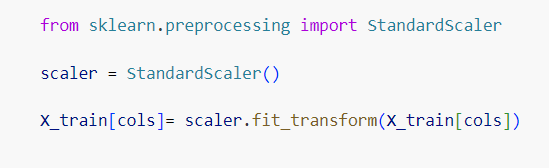 from sklearn.preprocessing import StandardScaler
scaler = StandardScaler()
X_train[cols]= scaler.fit_transform(X_train[cols])